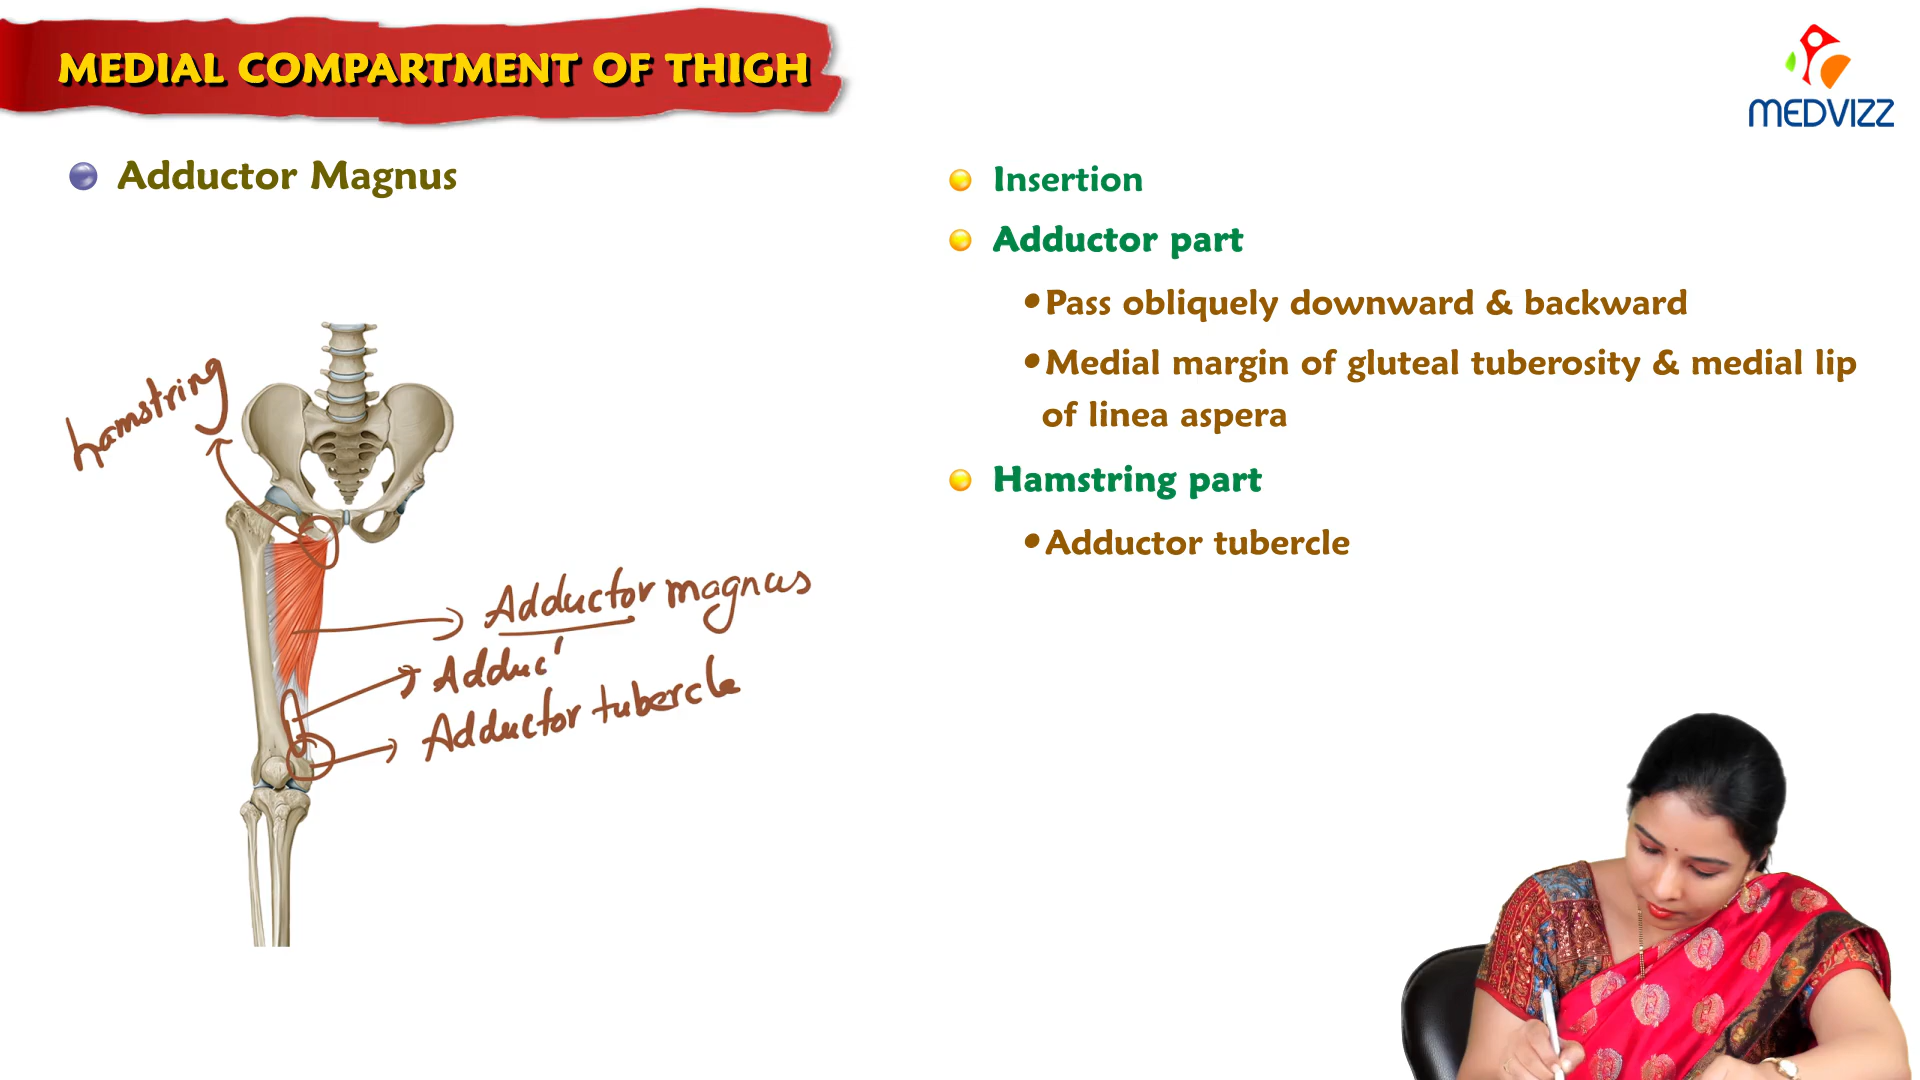 MEDIAL COMPARTMENT OF THIGH
MEDVIZZ
Adductor Magnus
hamstring
Adductor magnus
Adduc
Adductor tubercle
Insertion
Adductor part
•Pass obliquely downward & backward
•Medial margin of gluteal tuberosity & medial lip
of linea aspera
Hamstring part
•Adductor tubercle